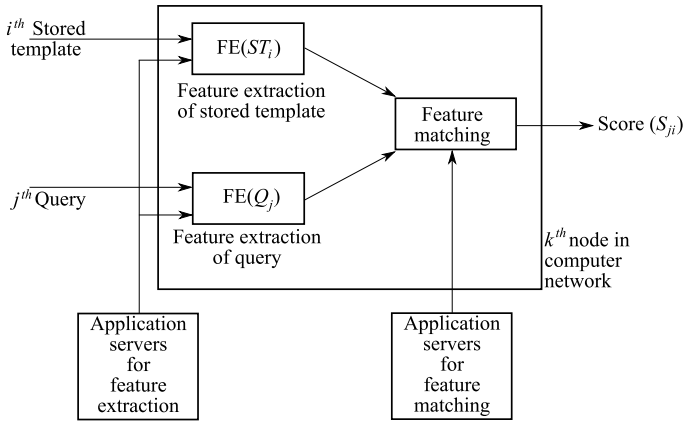 i^th Stored
template
FE(ST_i)
Feature extraction
of stored template
Feature
matching
Score (S_ji)
j^th Query
FE(Q_j)
Feature extraction
of query
k^th node in
computer
network
Application
servers
for
feature
extraction
Application
servers
for
feature
matching